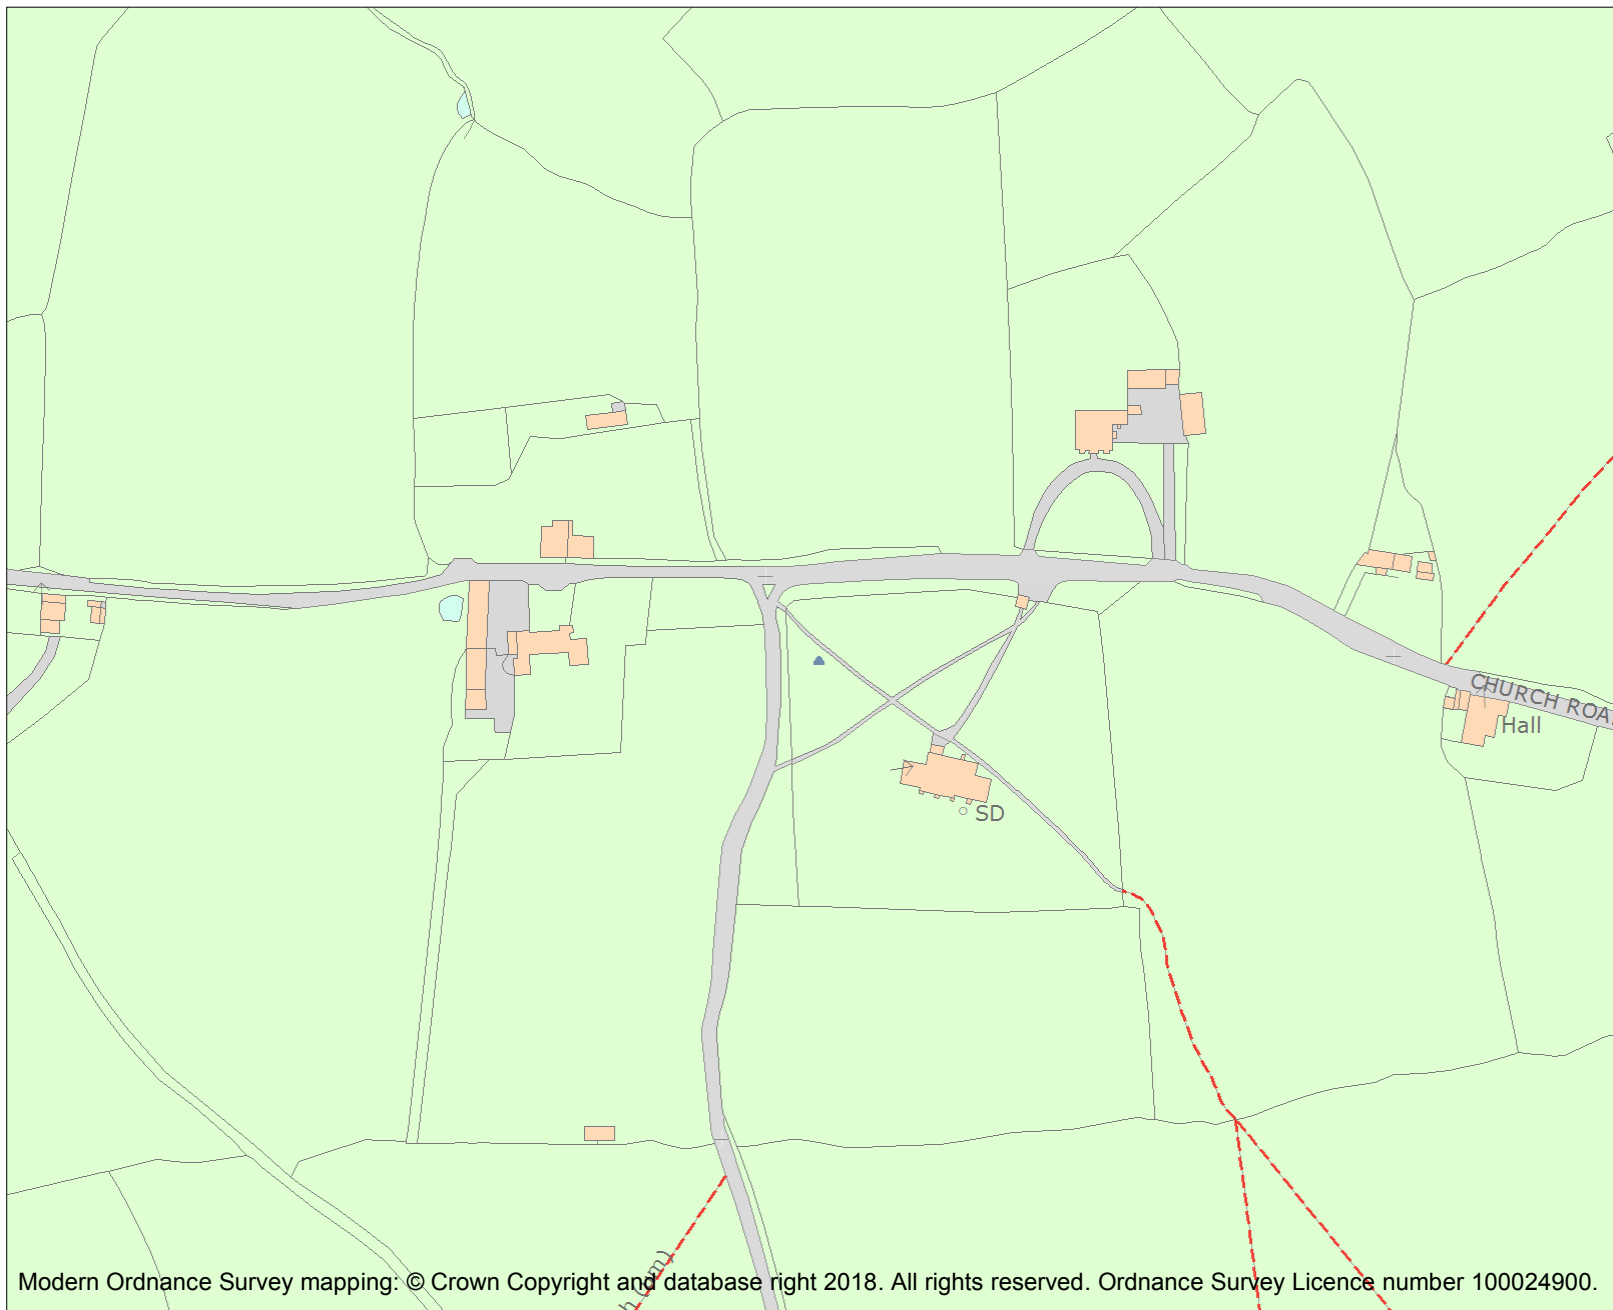 CHURCH ROA
Hall
SD
Modern Ordnance Survey mapping: © Crown Copyright and database right 2018. All rights reserved. Ordnance Survey Licence number 100024900.